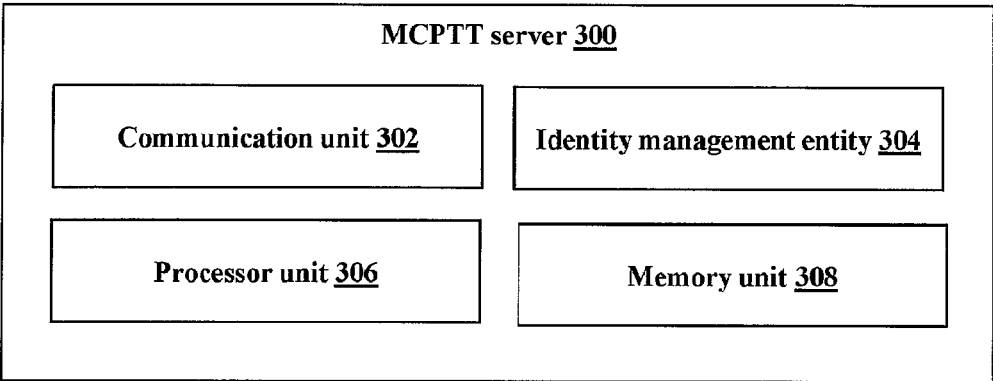 MCPTT server 300
Communication unit 302
Identity management entity 304
Processor unit 306
Memory unit 308